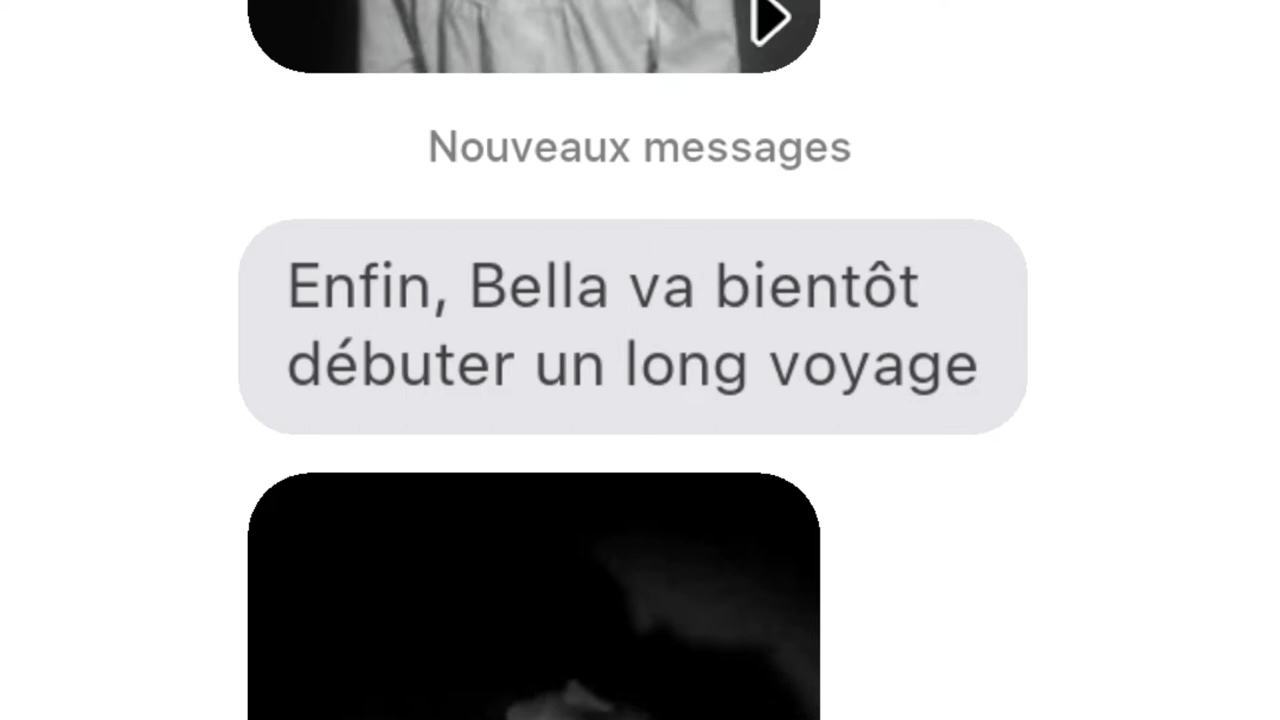 Nouveaux messages
Enfin, Bella va bientôt
débuter un long voyage